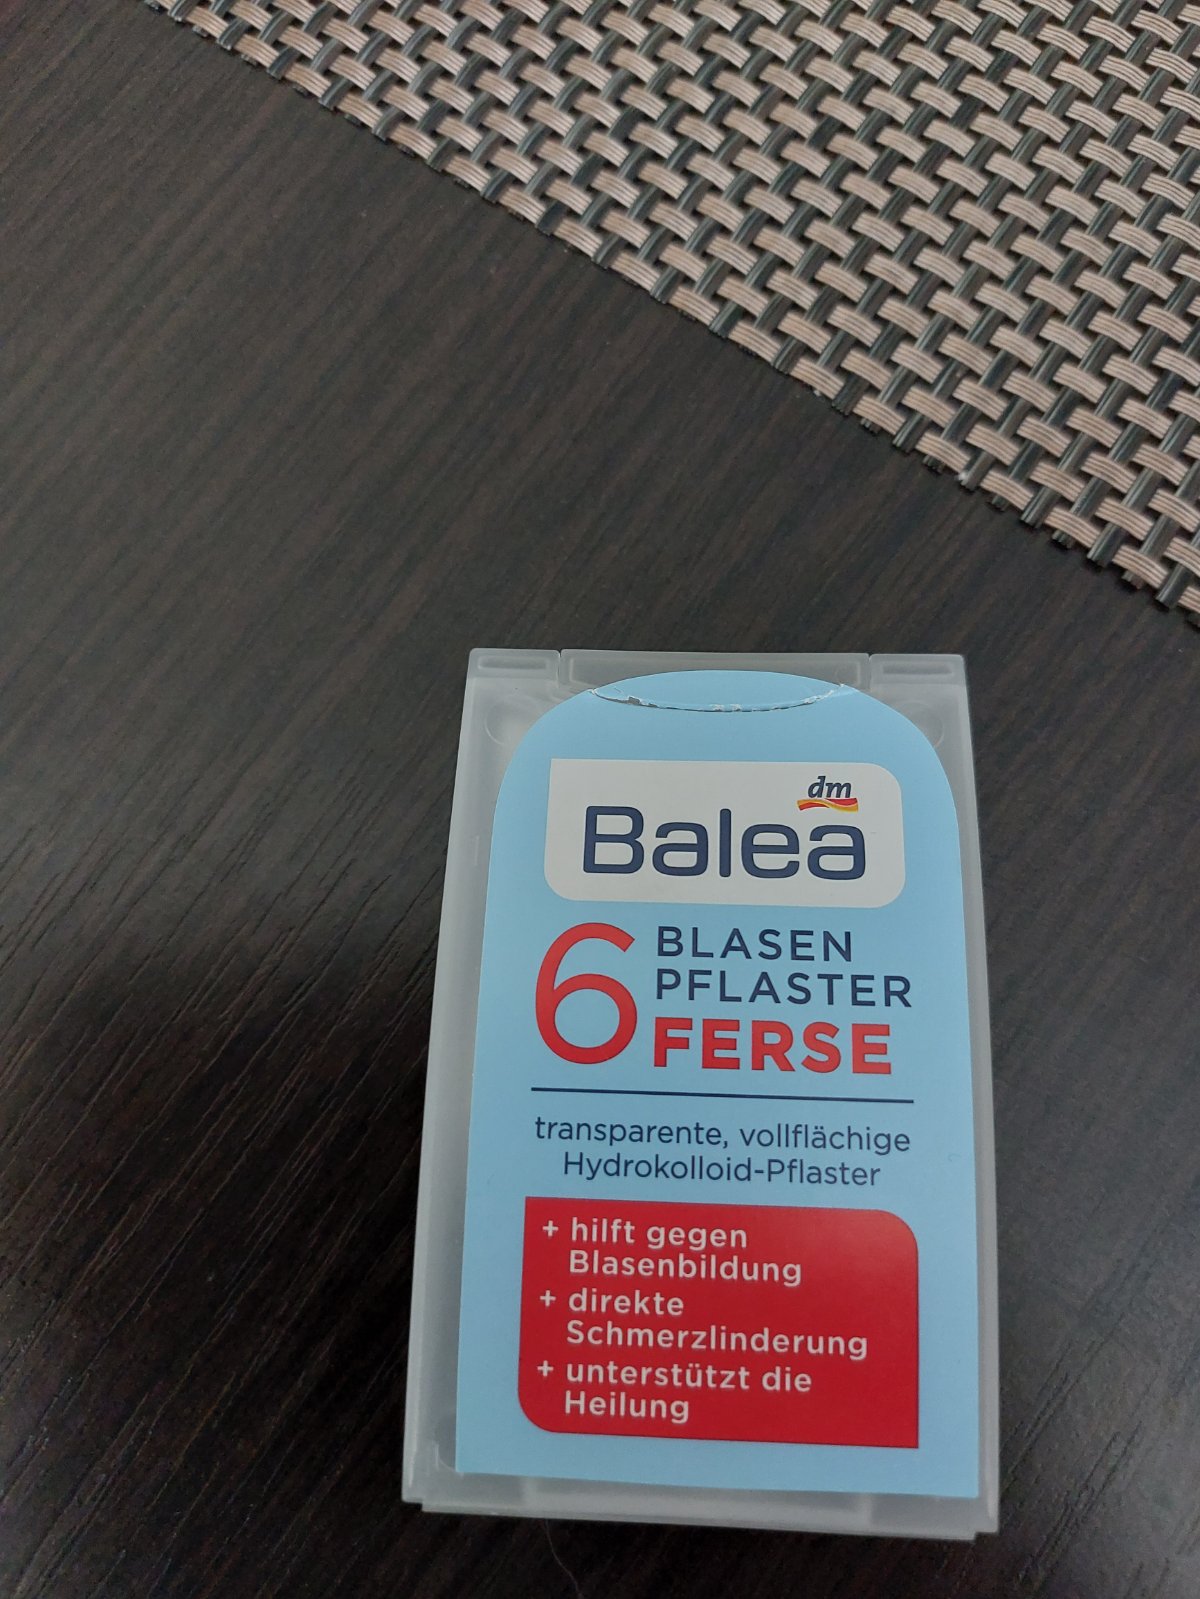 dm
Balea
6 BLASEN
PFLASTER
FERSE
transparente, vollflächige
Hydrokolloid-Pflaster
+ hilft gegen
Blasenbildung
+ direkte
Schmerzlinderung
+ unterstützt die
Heilung